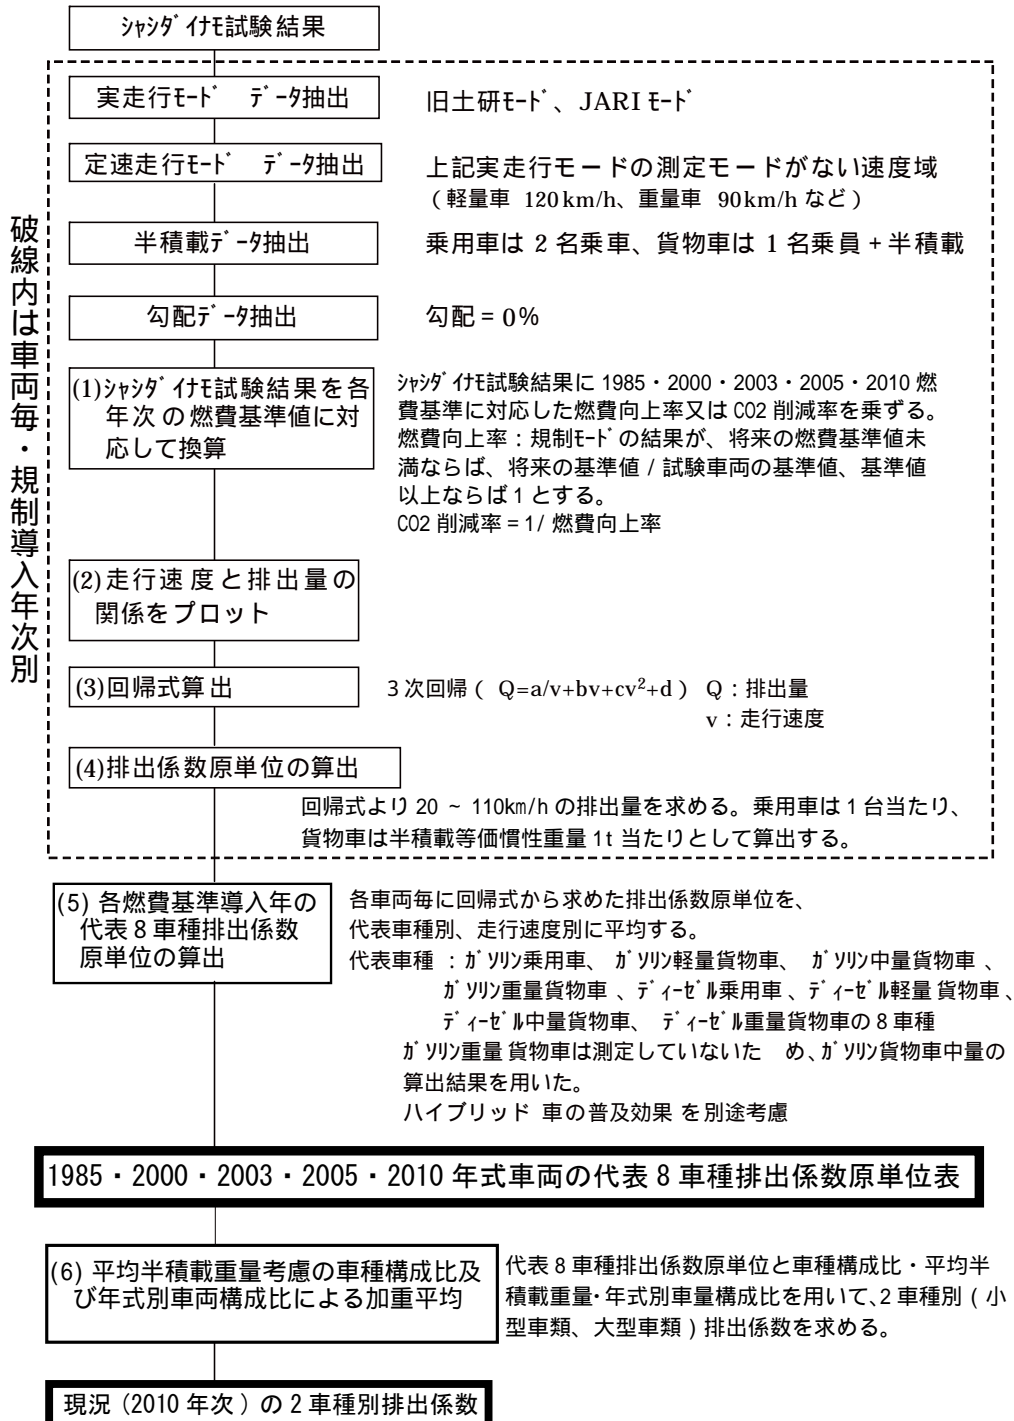 ｼｬｼﾀﾞｲﾅﾓ試験結果
破線内は車両毎・規制導入年次別
実走行ﾓｰﾄﾞ　ﾃﾞｰﾀ抽出
旧土研ﾓｰﾄﾞ、JARI ﾓｰﾄﾞ
定速走行ﾓｰﾄﾞ　ﾃﾞｰﾀ抽出
上記実走行モードの測定モードがない速度域
（軽量車 120km/h、重量車 90km/h など）
半積載ﾃﾞｰﾀ抽出
乗用車は 2 名乗車、貨物車は 1 名乗員 + 半積載
勾配ﾃﾞｰﾀ抽出
勾配 = 0%
(1)ｼｬｼﾀﾞｲﾅﾓ試験結果を各
年次の燃費基準値に対
応して換算
ｼｬｼﾀﾞｲﾅﾓ試験結果に 1985・2000・2003・2005・2010 燃
費基準に対応した燃費向上率又は CO2 削減率を乗ずる。
燃費向上率：規制ﾓｰﾄﾞの結果が、将来の燃費基準値未
満ならば、将来の基準値 / 試験車両の基準値、基準値
以上ならば 1 とする。
CO2 削減率 = 1/ 燃費向上率
(2)走行速度と排出量の
関係をプロット
(3)回帰式算出
3 次回帰（ Q=a/v+bv+cv²+d ） Q：排出量
v：走行速度
(4)排出係数原単位の算出
回帰式より 20 ~ 110km/h の排出量を求める。乗用車は 1 台当たり、
貨物車は半積載等価慣性重量 1t 当たりとして算出する。
(5) 各燃費基準導入年の
代表 8 車種排出係数
原単位の算出
各車両毎に回帰式から求めた排出係数原単位を、
代表車種別、走行速度別に平均する。
代表車種 ：ｶﾞｿﾘﾝ乗用車、 ｶﾞｿﾘﾝ軽量貨物車、 ｶﾞｿﾘﾝ中量貨物車 、
ｶﾞｿﾘﾝ重量貨物車 、ﾃﾞｨｰｾﾞﾙ乗用車 、ﾃﾞｨｰｾﾞﾙ軽量 貨物車 、
ﾃﾞｨｰｾﾞﾙ中量貨物車、 ﾃﾞｨｰｾﾞﾙ重量貨物車の 8 車種
ｶﾞｿﾘﾝ重量 貨物車は測定していないた　め、ｶﾞｿﾘﾝ貨物車中量の
算出結果を用いた。
ハイブリッド 車の普及効果 を別途考慮
1985・2000・2003・2005・2010 年式車両の代表 8 車種排出係数原単位表
(6) 平均半積載重量考慮の車種構成比及
び年式別車両構成比による加重平均
代表 8 車種排出係数原単位と車種構成比・平均半
積載重量・年式別車量構成比を用いて、2 車種別（小
型車類、大型車類）排出係数を求める。
現況（2010 年次）の 2 車種別排出係数